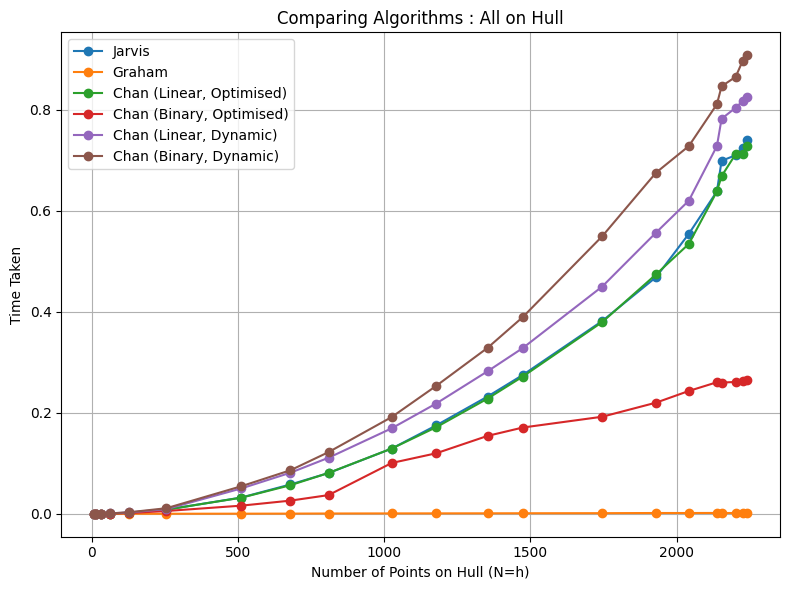 Comparing Algorithms : All on Hull
Jarvis
Graham
Chan (Linear, Optimised)
Chan (Binary, Optimised)
Chan (Linear, Dynamic)
Chan (Binary, Dynamic)
Time Taken
0.8
0.6
0.4
0.2
0.0
0 500 1000 1500 2000
Number of Points on Hull (N=h)